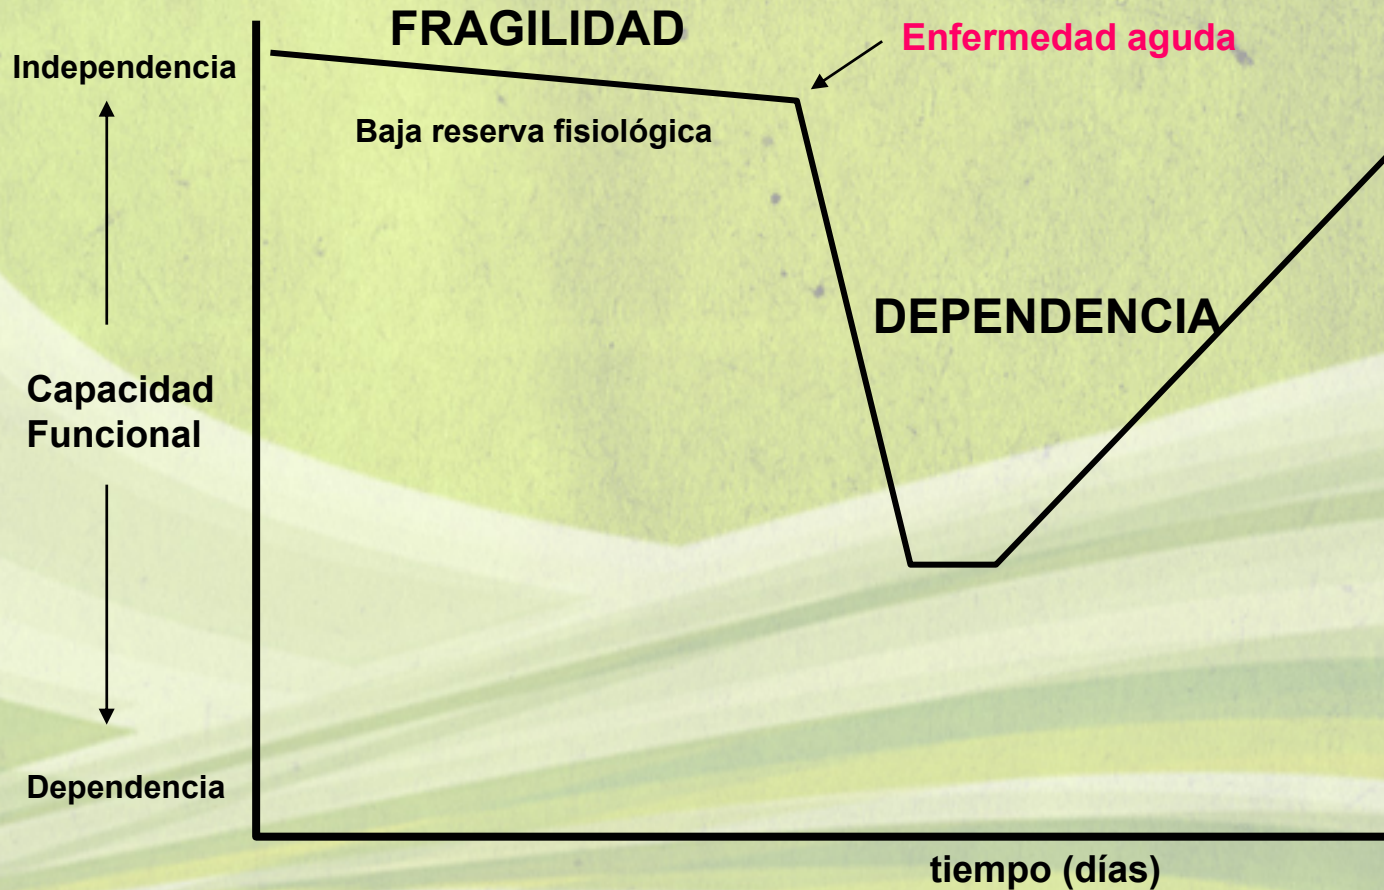 FRAGILIDAD
Enfermedad aguda
Independencia
Baja reserva fisiológica
DEPENDENCIA
Capacidad
Funcional
Dependencia
tiempo (días)